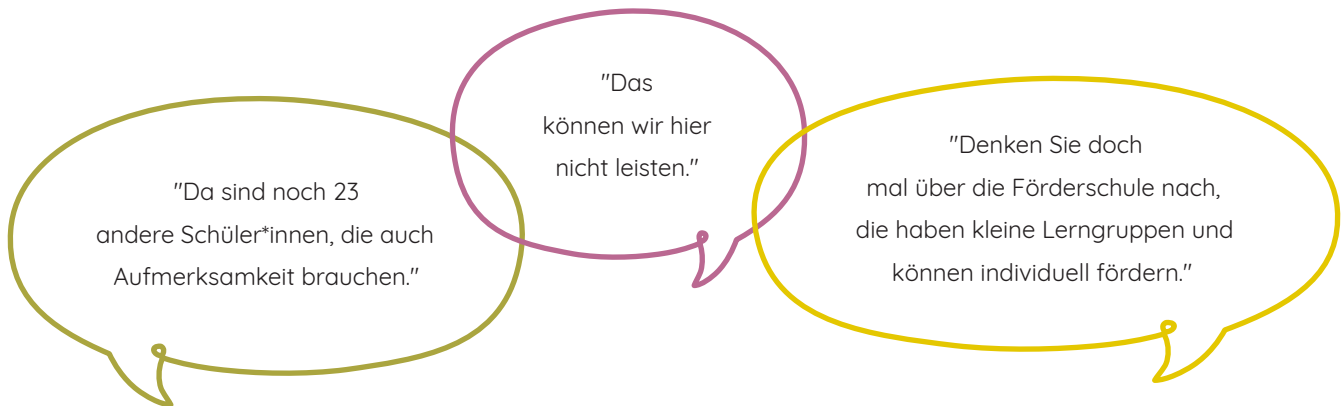 "Da sind noch 23
andere Schüler*innen, die auch
Aufmerksamkeit brauchen."
"Das
können wir hier
nicht leisten."
"Denken Sie doch
mal über die Förderschule nach,
die haben kleine Lerngruppen und
können individuell fördern."